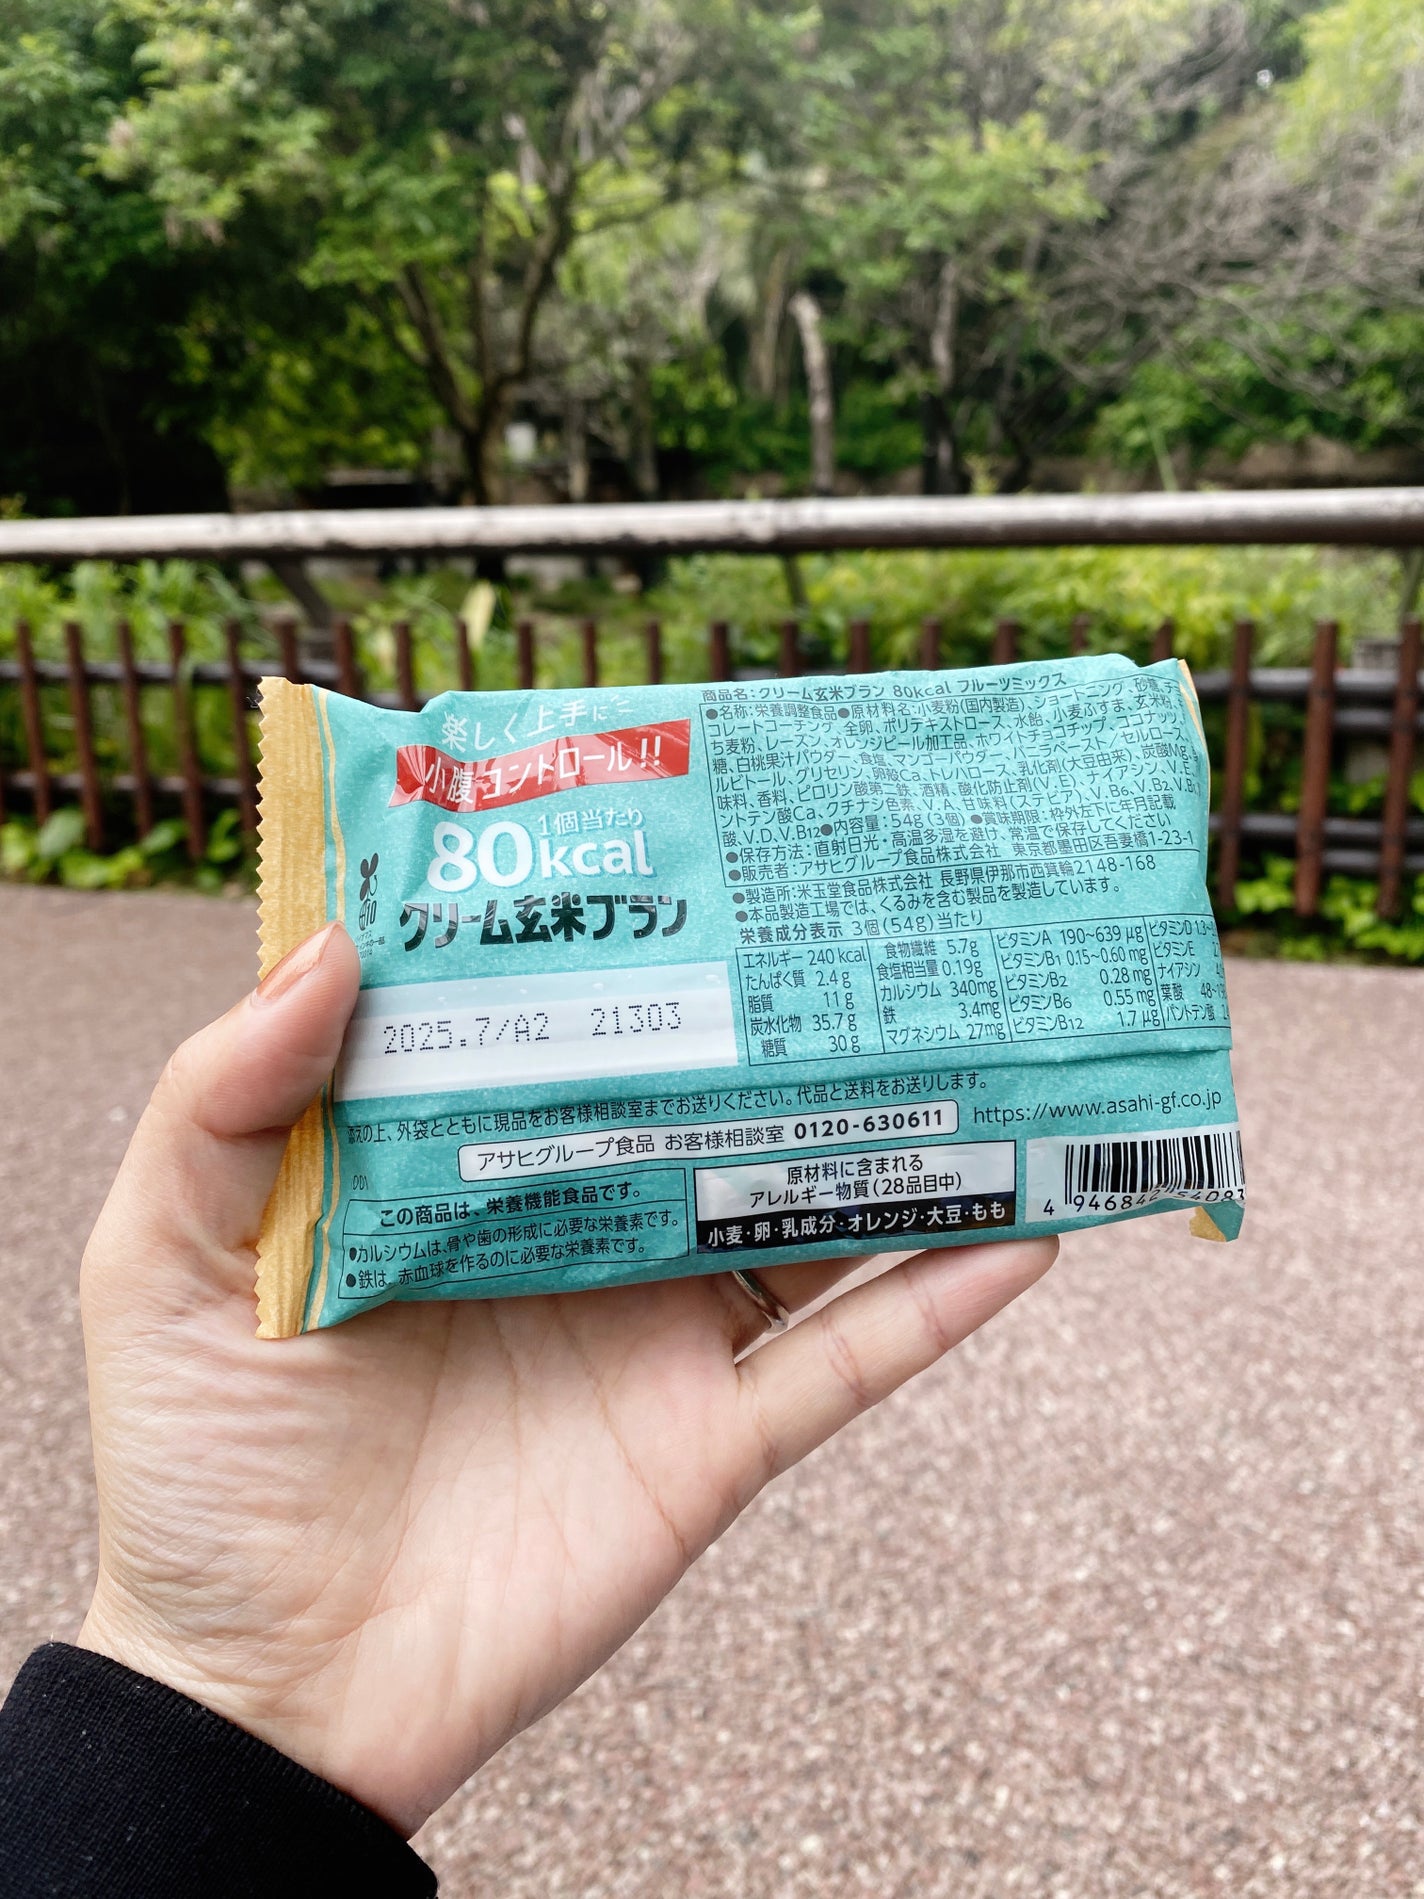 楽しく上手に
小腹コントロール!!
1個当たり
80kcal
クリーム玄米ブラン
2025.7/A2 21303
商品名:クリーム玄米ブラン 80kcal フルーツミックス
●名称:栄養調整食品●原材料名:小麦粉(国内製造)、ショートニング、砂糖、チョ
コレートコーチング、全卵、ポリデキストロース、水飴、小麦ふすま、玄米粉、
ち麦粉、レーズン、オレンジピール加工品、ホワイトチョコチップ、ココナッツ、
糖、白桃果汁パウダー、食塩、マンゴーパウダー、バニラペースト/セルロース、
ルビトール、グリセリン、卵殻Ca、トレハロース、乳化剤(大豆由来)、炭酸Mg、
味料、香料、ピロリン酸第二鉄、酒精、酸化防止剤(V.E)、ナイアシン、V.E、
ントテン酸Ca、クチナシ色素、V.A、甘味料(ステビア)、V.B₆、V.B₂、V.B₁、
酸、V.D、V.B₁₂●内容量:54g(3個)●賞味期限:枠外左下に年月記載
●保存方法:直射日光・高温多湿を避け、常温で保存してください
●販売者:アサヒグループ食品株式会社 東京都墨田区吾妻橋1-23-1
●製造所:米玉堂食品株式会社 長野県伊那市西箕輪2148-168
●本品製造工場では、くるみを含む製品を製造しています。
栄養成分表示 3個(54g)当たり
エネルギー 240kcal 食物繊維 5.7g ビタミンA 190~639μg ビタミンD
たんぱく質 2.4g 食塩相当量 0.19g ビタミンB₁ 0.15~0.60mg ビタミンE
脂質 11g カルシウム 340mg ビタミンB₂ 0.28mg ナイアシン
炭水化物 35.7g 鉄 3.4mg ビタミンB₆ 0.55mg 葉酸
糖質 30g マグネシウム 27mg ビタミンB₁₂ 1.7μg パントテン酸
の上、外袋とともに現品をお客様相談室までお送りください。代品と送料をお送りします。
アサヒグループ食品 お客様相談室 0120-630611 https://www.asahi-gf.co.jp
この商品は、栄養機能食品です。
●カルシウムは、骨や歯の形成に必要な栄養素です。
●鉄は、赤血球を作るのに必要な栄養素です。
原材料に含まれる
アレルギー物質(28品目中)
小麦・卵・乳成分・オレンジ・大豆・もも